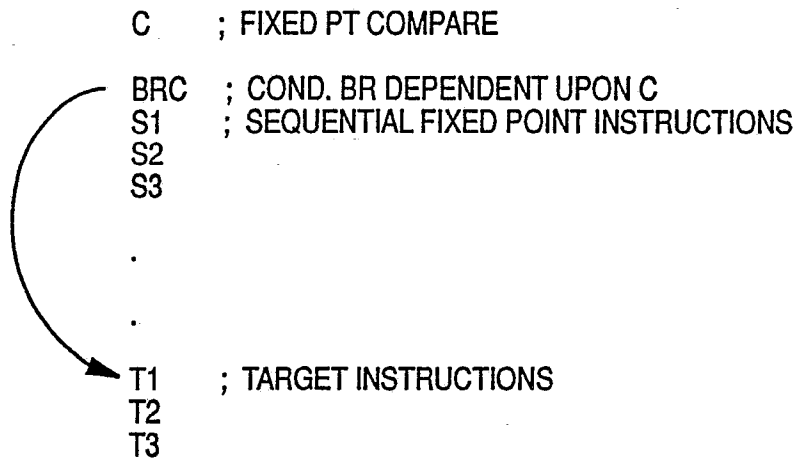 C ; FIXED PT COMPARE
BRC ; COND. BR DEPENDENT UPON C
S1 ; SEQUENTIAL FIXED POINT INSTRUCTIONS
S2
S3
.
.
T1 ; TARGET INSTRUCTIONS
T2
T3